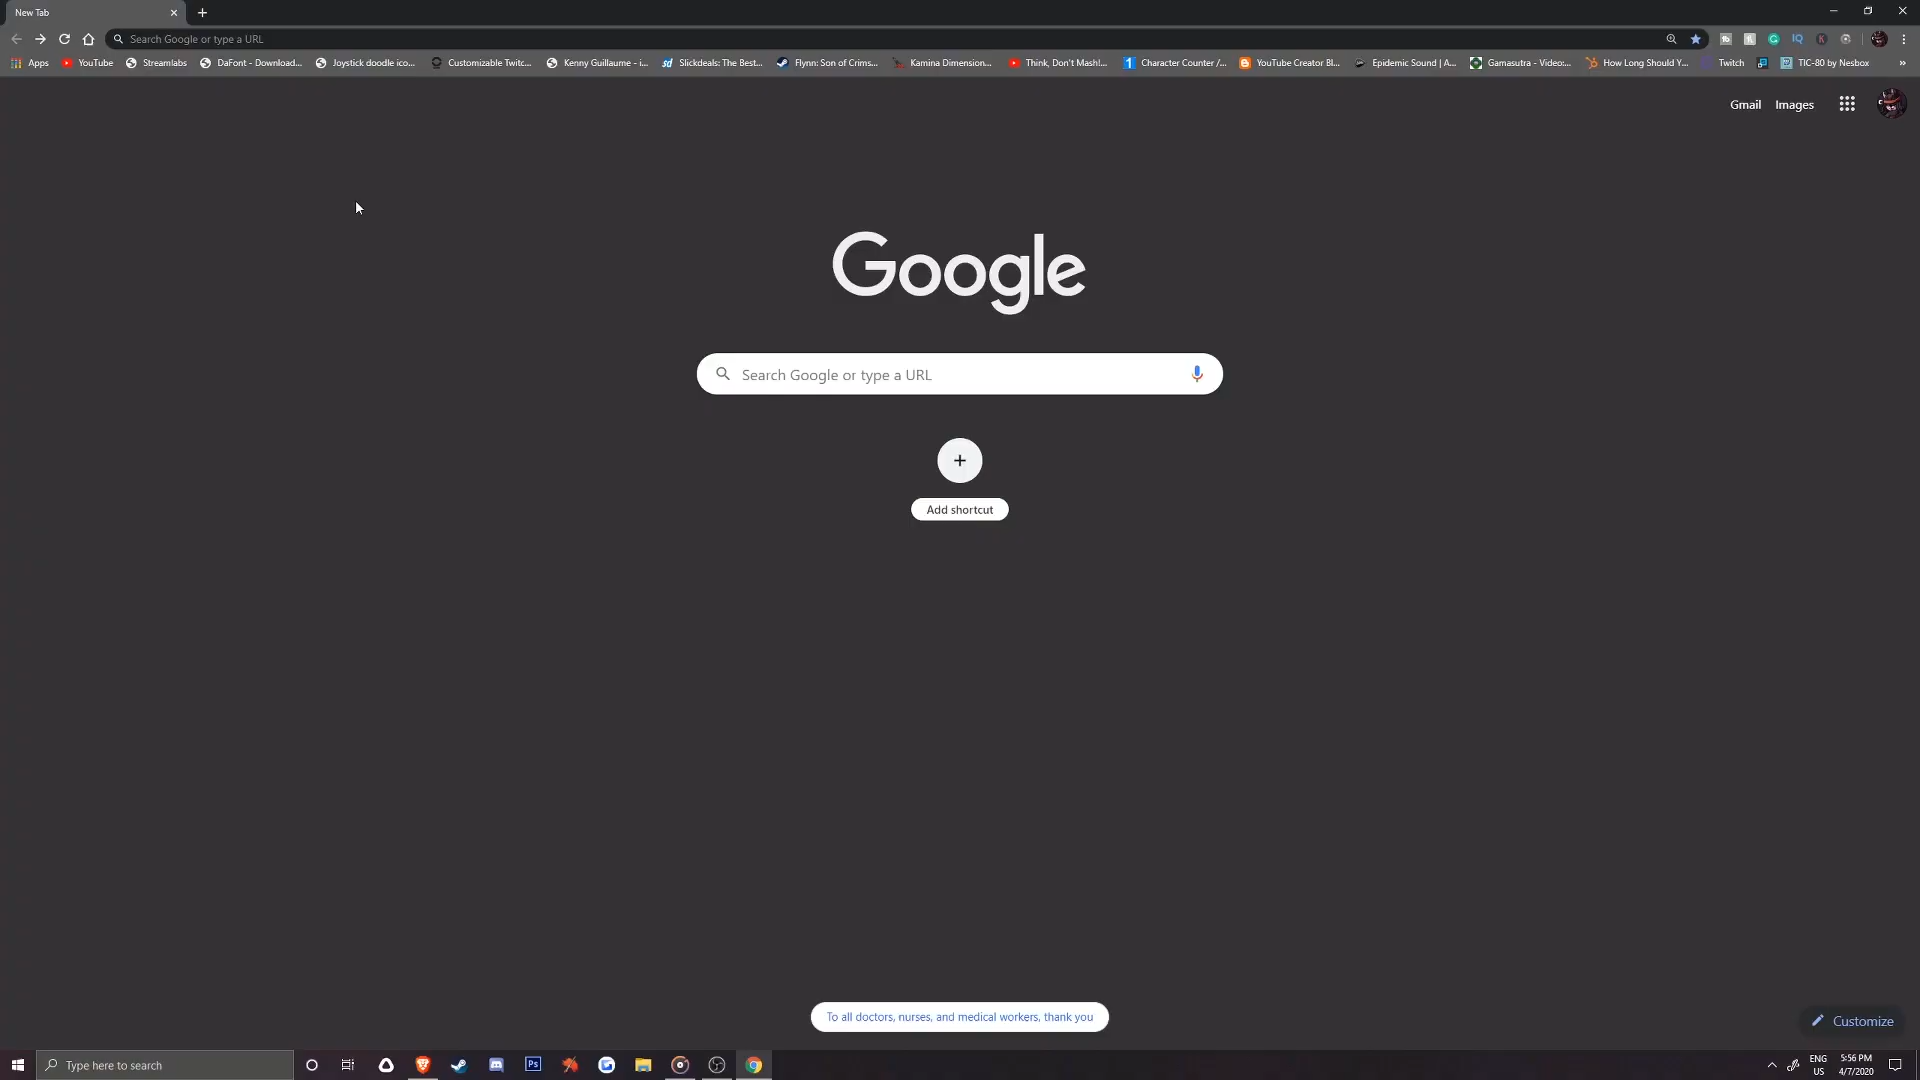 New Tab
Search Google or type a URL
Apps YouTube Streamlabs DaFont - Download... Joystick doodle ico... Customizable Twitc... Kenny Guillaume - i... Slickdeals: The Best... Flynn: Son of Crims... Kamina Dimension... Think, Don't Mash!... Character Counter /... YouTube Creator Bl... Epidemic Sound | A... Gamasutra - Video:... How Long Should Y... Twitch TIC-80 by Nesbox »
Gmail Images
Google
Search Google or type a URL
Add shortcut
To all doctors, nurses, and medical workers, thank you
Customize
Type here to search
Ps
ENG
US
5:56 PM
4/7/2020